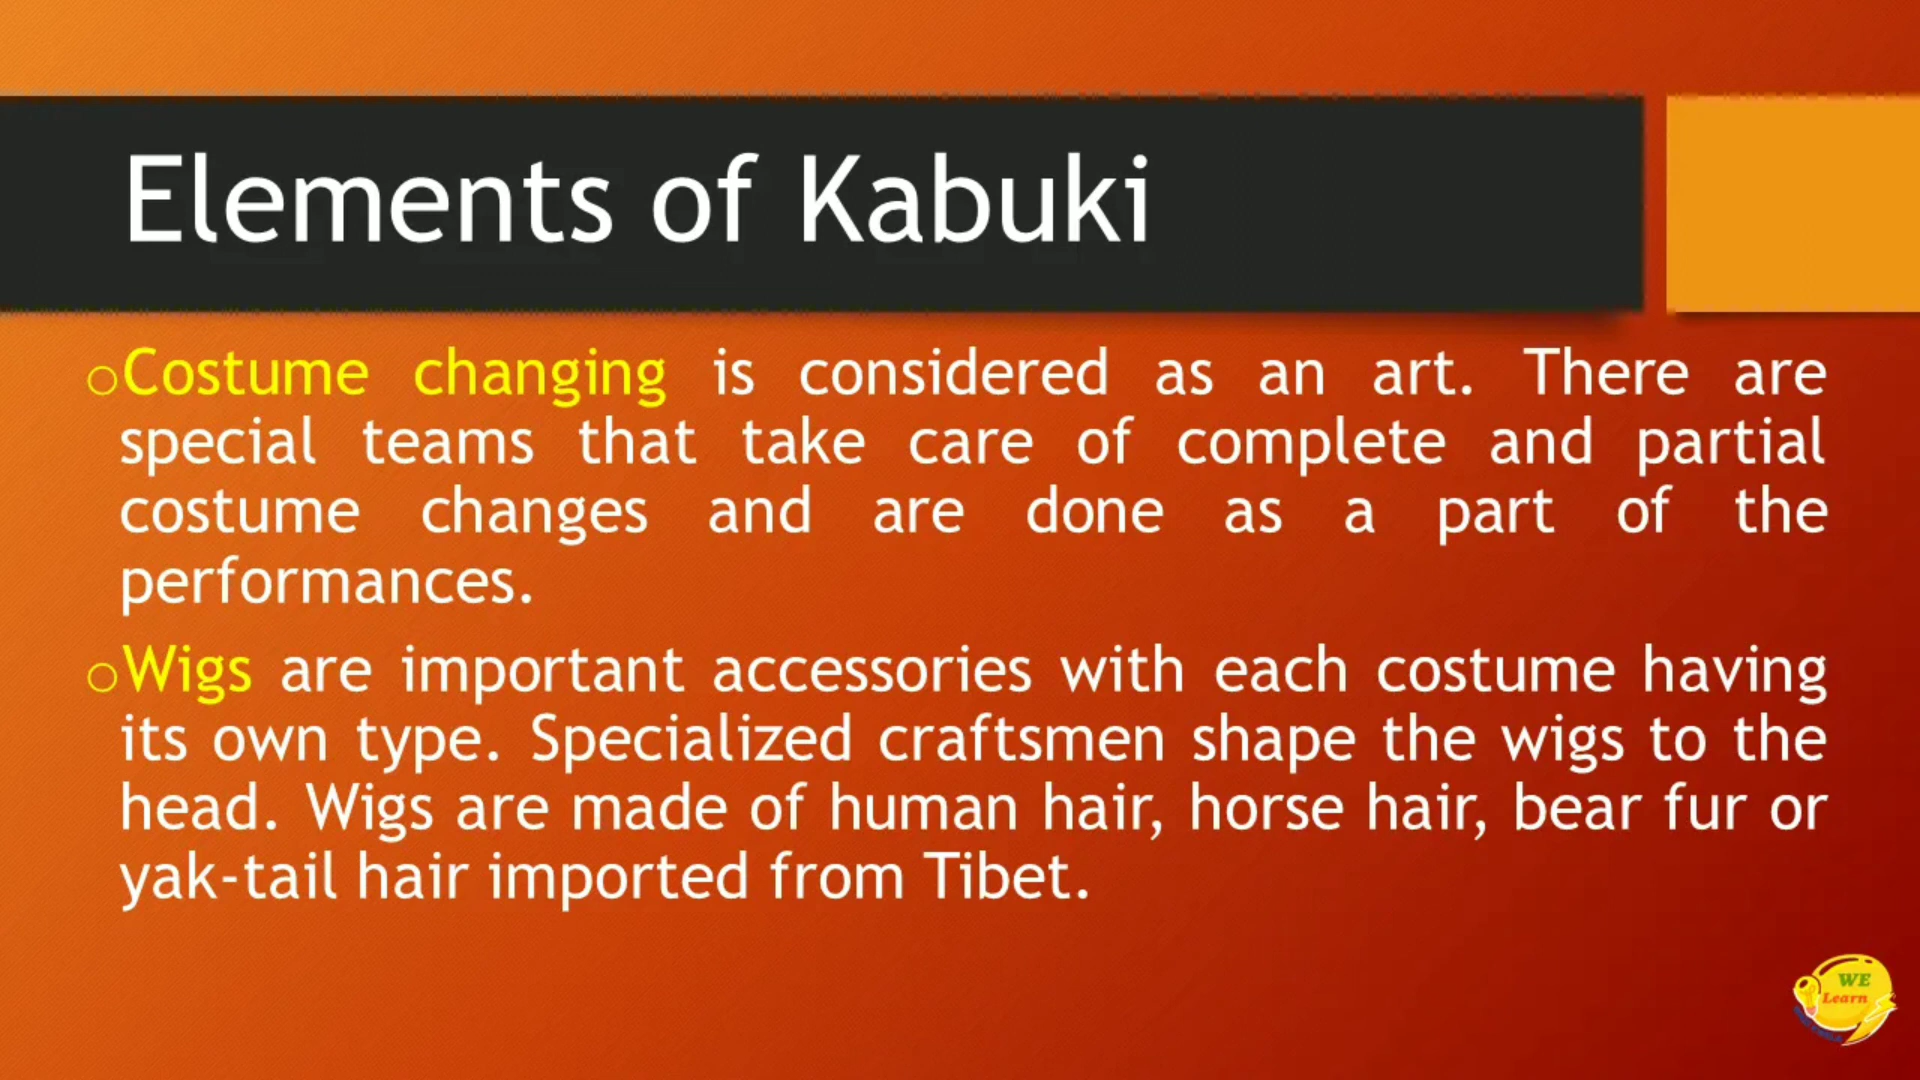 Elements of Kabuki
oCostume changing is considered as an art. There are
special teams that take care of complete and partial
costume changes and are done as a part of the
performances.
oWigs are important accessories with each costume having
its own type. Specialized craftsmen shape the wigs to the
head. Wigs are made of human hair, horse hair, bear fur or
yak-tail hair imported from Tibet.
WE
Learn